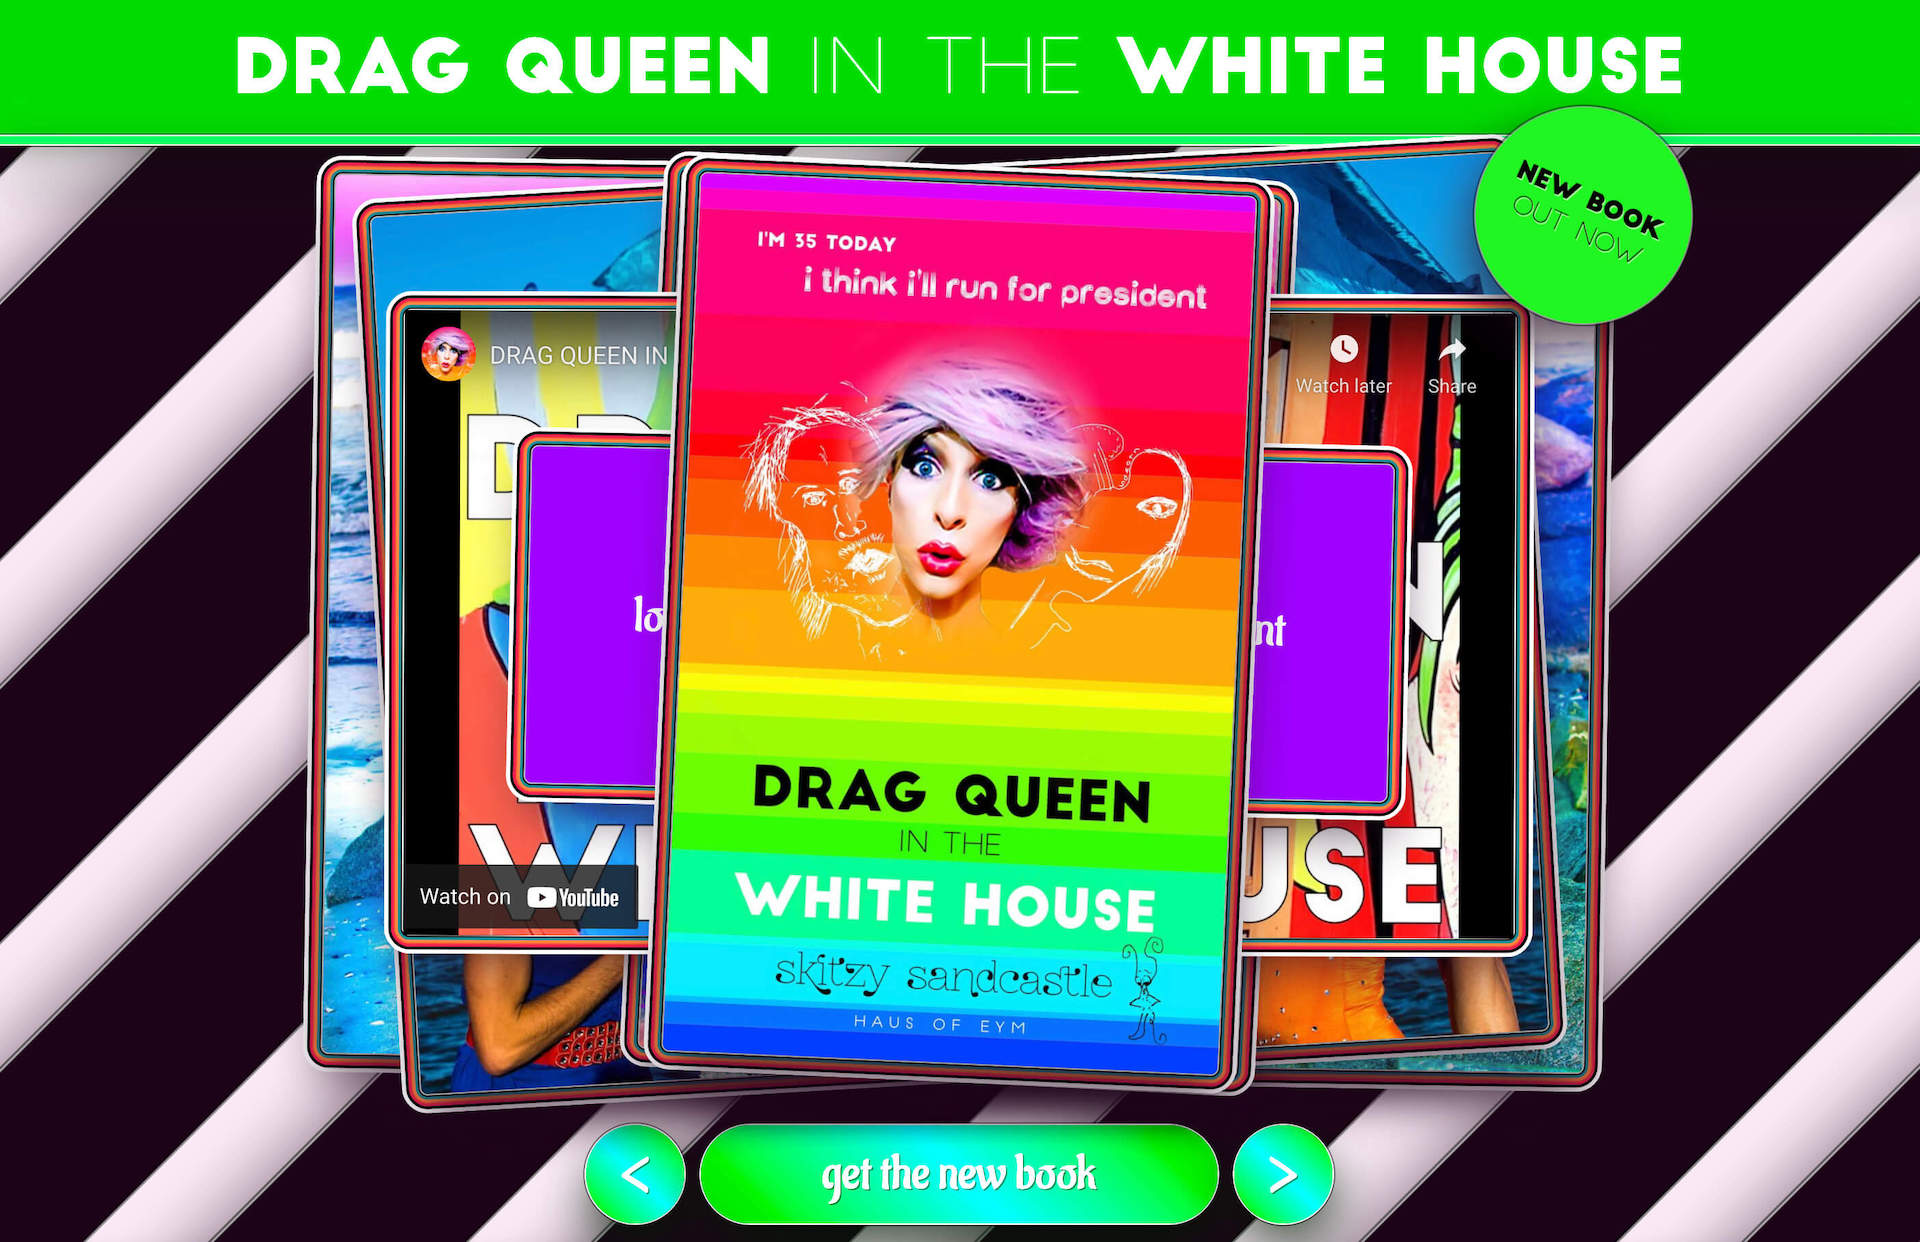 DRAG QUEEN IN THE WHITE HOUSE
NEW BOOK
OUT NOW
I'M 35 TODAY
i think i'll run for president
DRAG QUEEN IN
Watch later
Share
DRAG QUEEN
IN THE
WHITE HOUSE
skitzy sandcastle
HAUS OF EYM
Watch on YouTube
< get the new book >